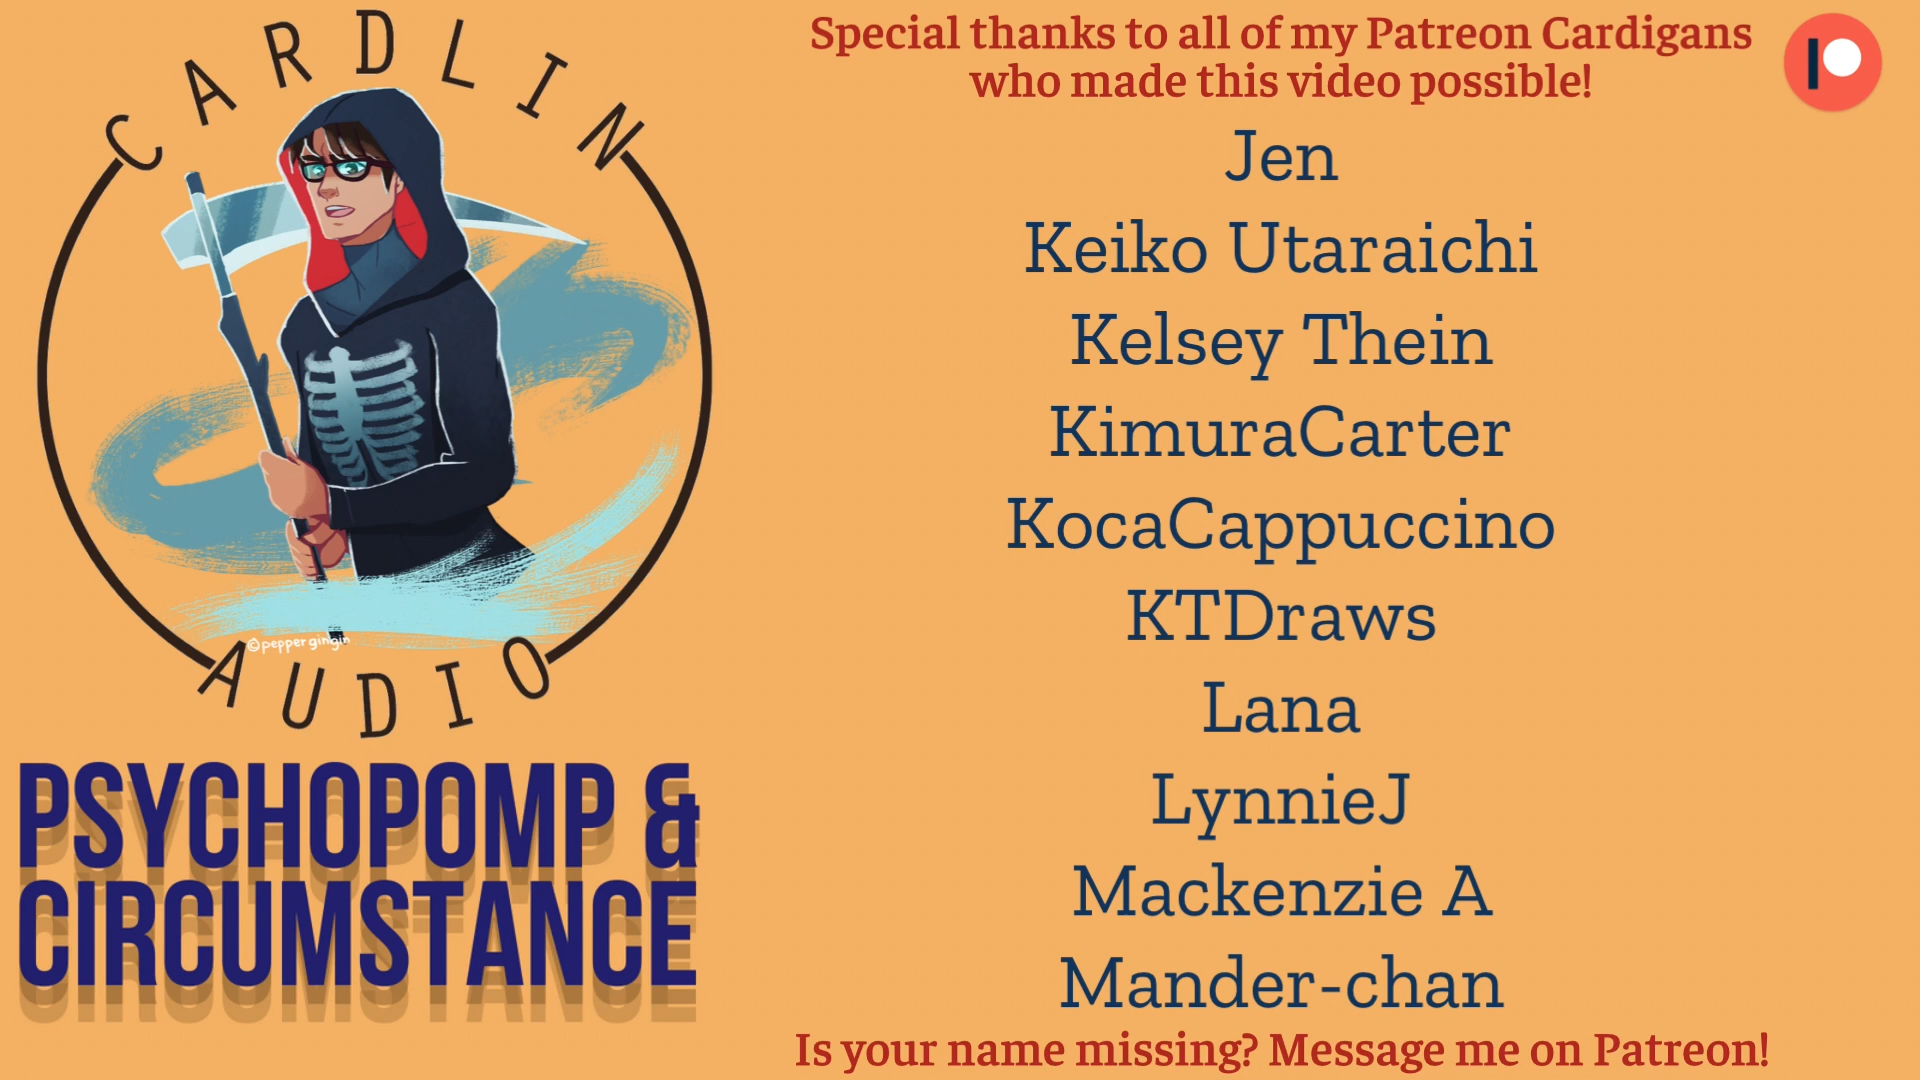 CARDLIN
AUDIO
©peppergingin
PSYCHOPOMP &
CIRCUMSTANCE
Special thanks to all of my Patreon Cardigans
who made this video possible!
Jen
Keiko Utaraichi
Kelsey Thein
KimuraCarter
KocaCappuccino
KTDraws
Lana
LynnieJ
Mackenzie A
Mander-chan
Is your name missing? Message me on Patreon!